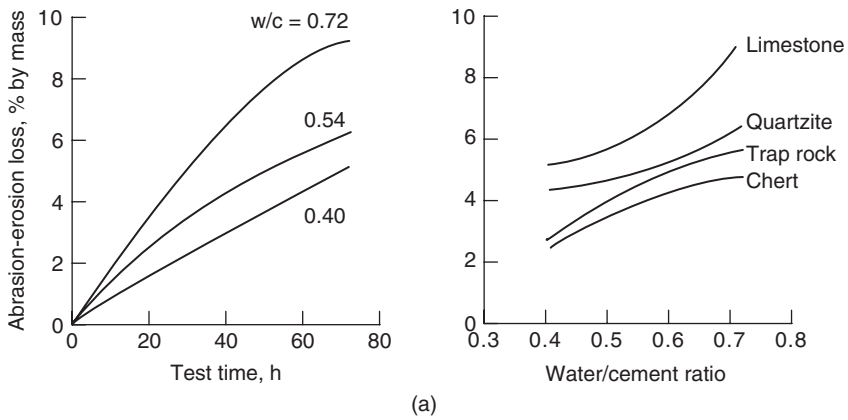 Abrasion-erosion loss, % by mass
10
8
6
4
2
0
0 20 40 60 80
Test time, h
w/c = 0.72
0.54
0.40
10
8
6
4
2
0
0.3 0.4 0.5 0.6 0.7 0.8
Water/cement ratio
Limestone
Quartzite
Trap rock
Chert
(a)